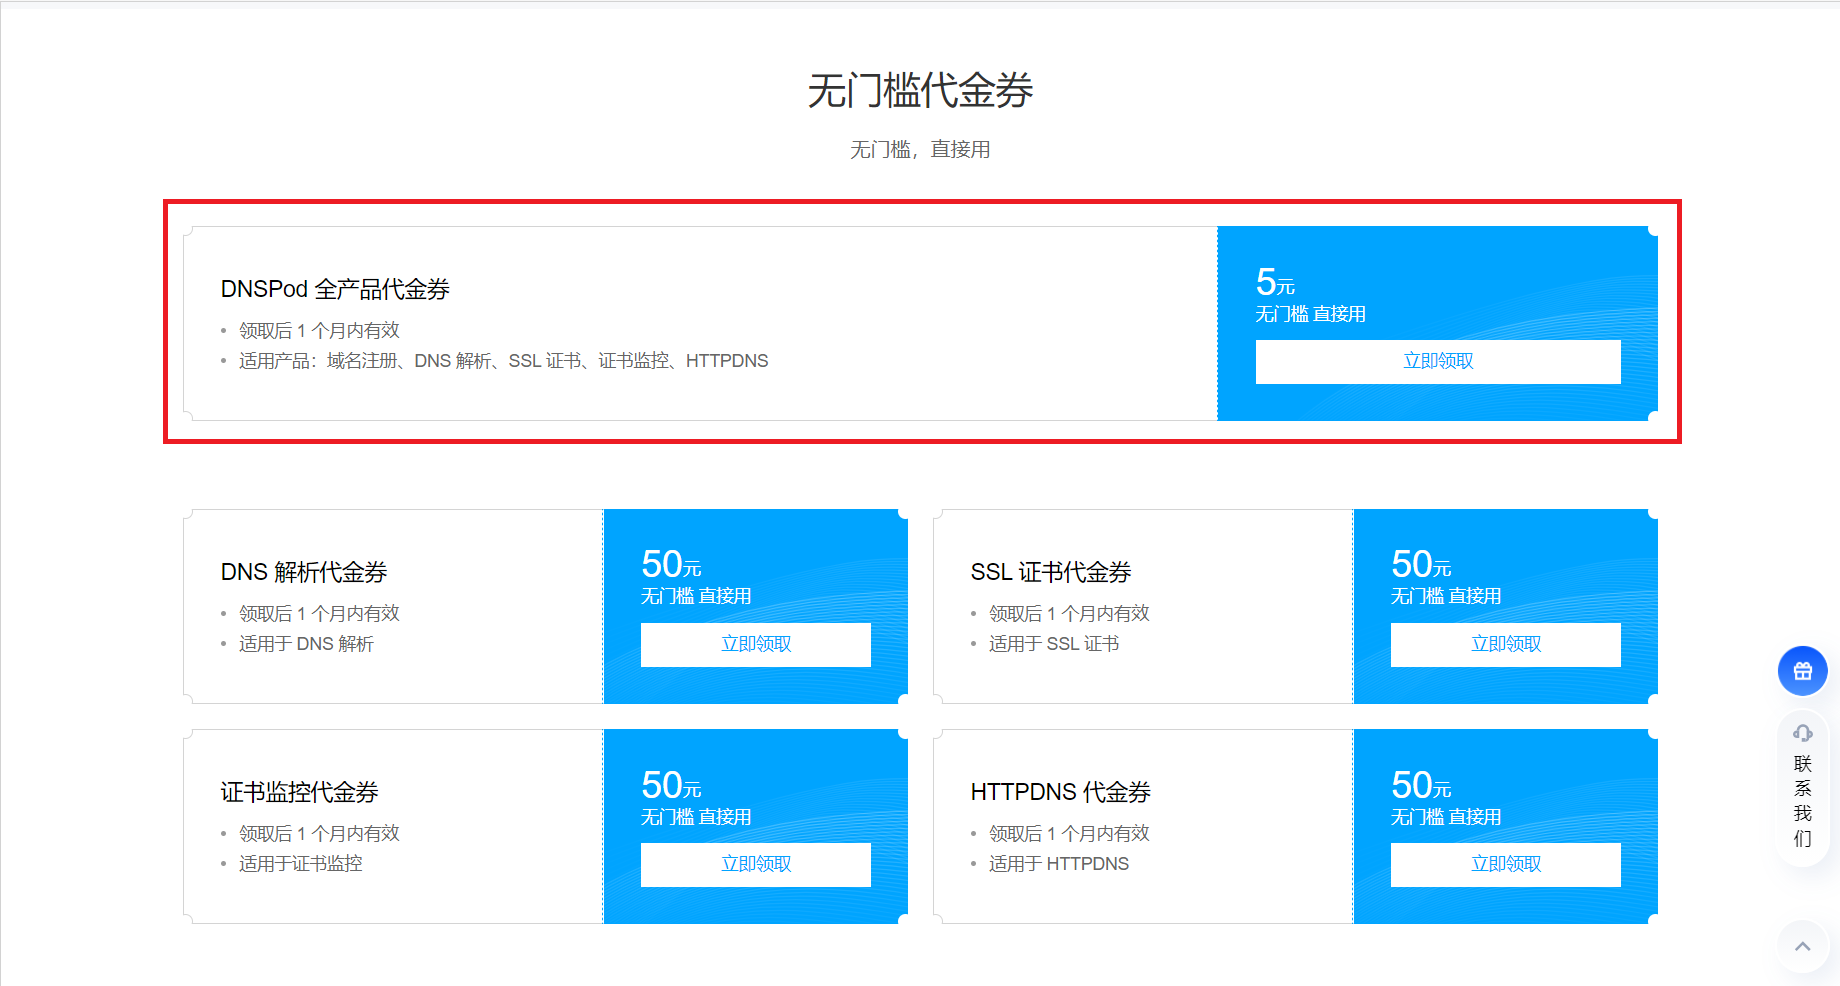 无门槛代金券
无门槛，直接用
DNSPod 全产品代金券
• 领取后 1 个月内有效
• 适用产品：域名注册、DNS 解析、SSL 证书、证书监控、HTTPDNS
5元
无门槛 直接用
立即领取
DNS 解析代金券
• 领取后 1 个月内有效
• 适用于 DNS 解析
50元
无门槛 直接用
立即领取
SSL 证书代金券
• 领取后 1 个月内有效
• 适用于 SSL 证书
50元
无门槛 直接用
立即领取
证书监控代金券
• 领取后 1 个月内有效
• 适用于证书监控
50元
无门槛 直接用
立即领取
HTTPDNS 代金券
• 领取后 1 个月内有效
• 适用于 HTTPDNS
50元
无门槛 直接用
立即领取
联系我们